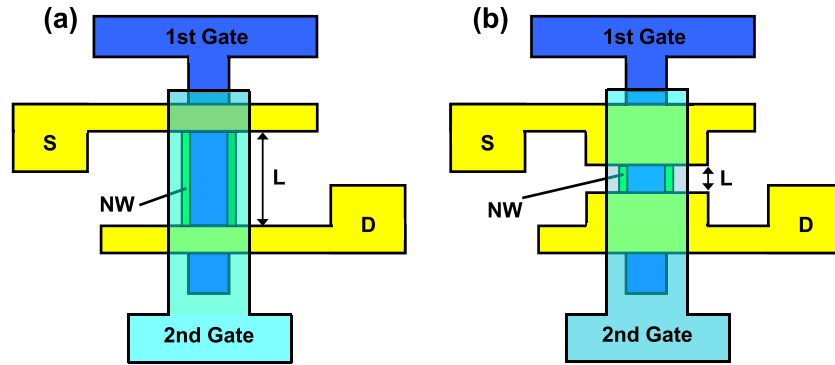 (a)
1st Gate
S
L
NW
D
2nd Gate
(b)
1st Gate
S
L
NW
D
2nd Gate